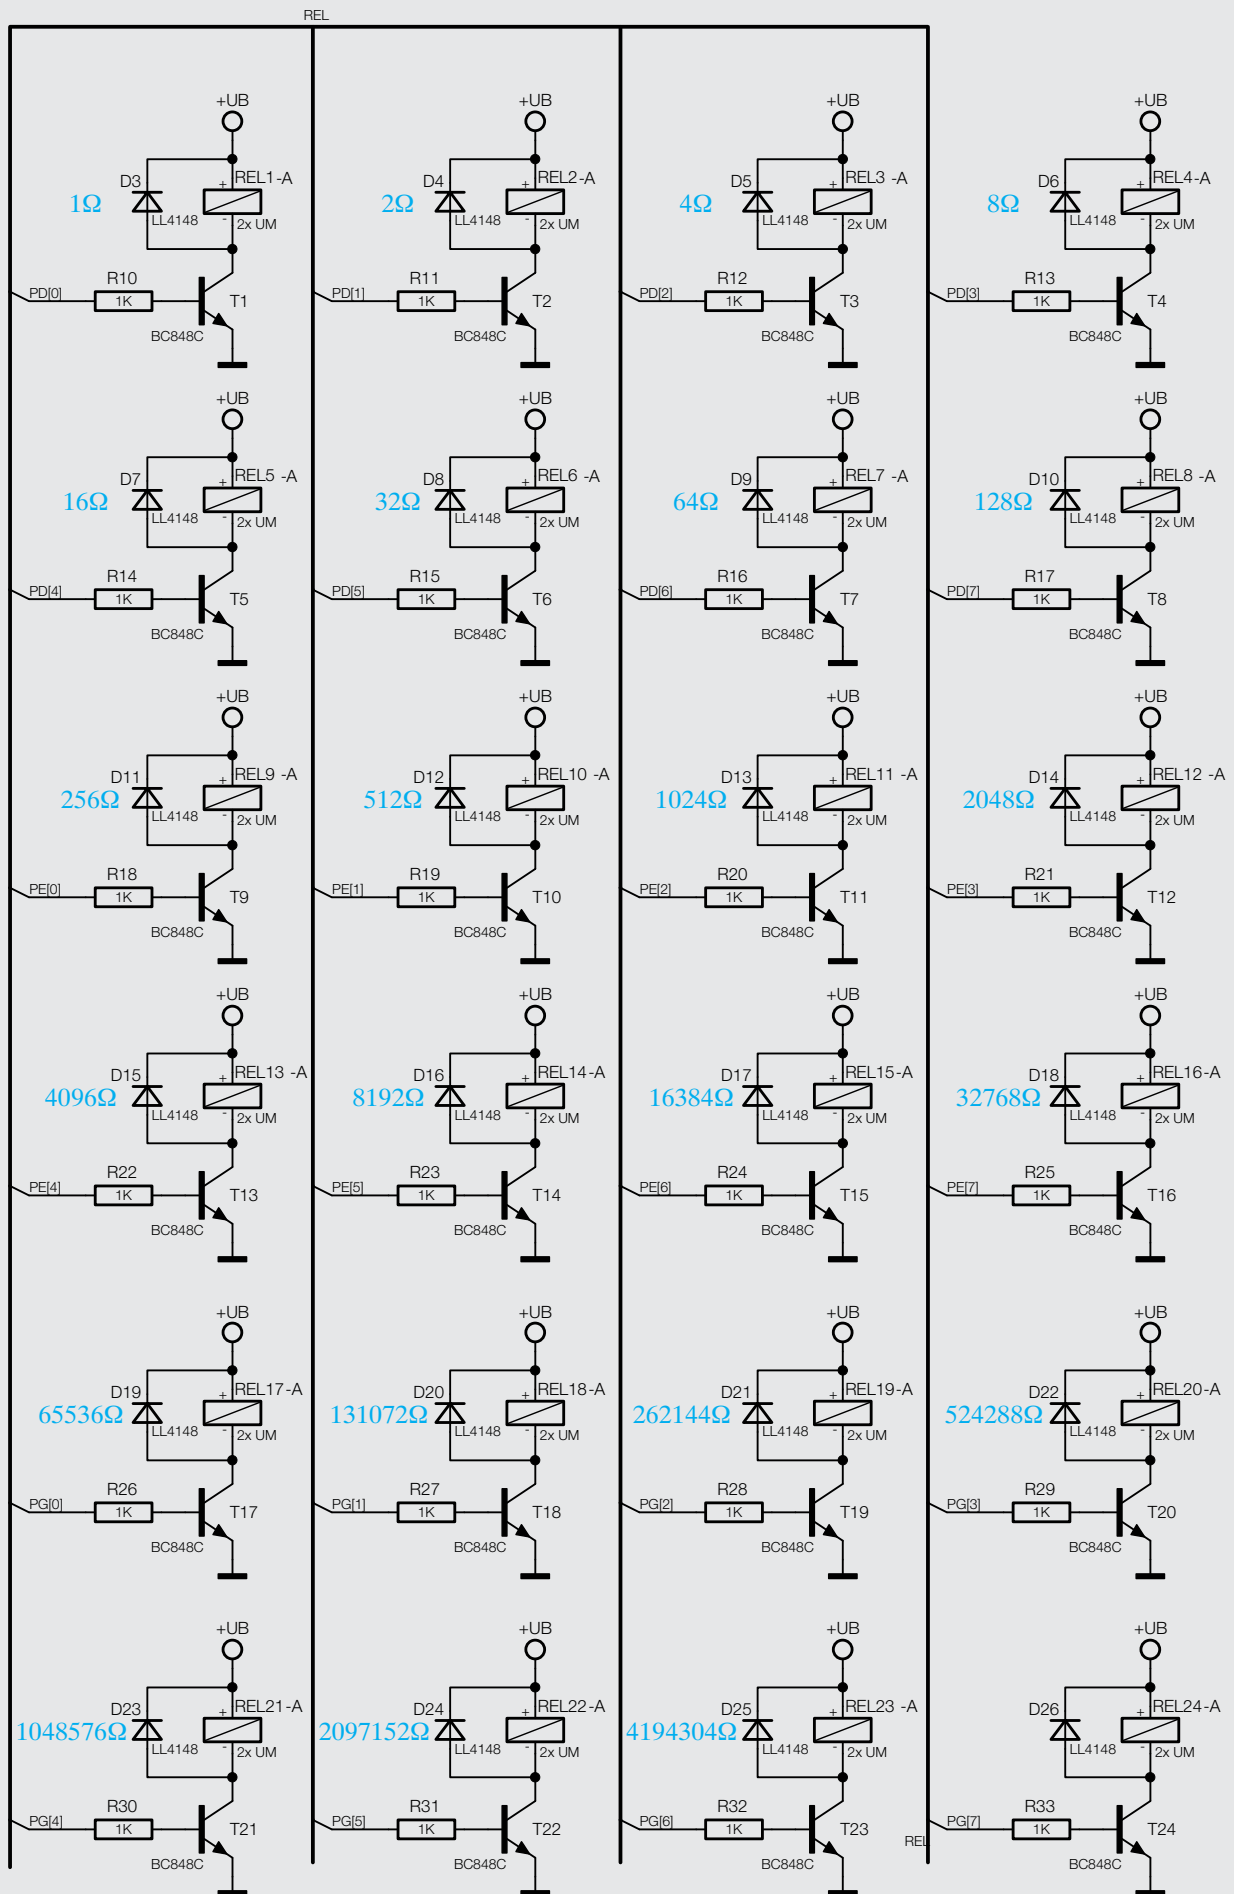 REL
+UB +UB +UB +UB
D3 REL1-A D4 REL2-A D5 REL3 -A D6 REL4-A
+ + + +
1Ω 2Ω 4Ω 8Ω
LL4148 - 2x UM LL4148 - 2x UM LL4148 - 2x UM LL4148 - 2x UM
R10 R11 R12 R13
PD[0] 1K T1 PD[1] 1K T2 PD[2] 1K T3 PD[3] 1K T4
BC848C BC848C BC848C BC848C
+UB +UB +UB +UB
D7 REL5 -A D8 REL6 -A D9 REL7 -A D10 REL8 -A
+ + + +
16Ω 32Ω 64Ω 128Ω
LL4148 - 2x UM LL4148 - 2x UM LL4148 - 2x UM LL4148 - 2x UM
R14 R15 R16 R17
PD[4] 1K T5 PD[5] 1K T6 PD[6] 1K T7 PD[7] 1K T8
BC848C BC848C BC848C BC848C
+UB +UB +UB +UB
D11 REL9 -A D12 REL10 -A D13 REL11 -A D14 REL12 -A
+ + + +
256Ω 512Ω 1024Ω 2048Ω
LL4148 - 2x UM LL4148 - 2x UM LL4148 - 2x UM LL4148 - 2x UM
R18 R19 R20 R21
PE[0] 1K T9 PE[1] 1K T10 PE[2] 1K T11 PE[3] 1K T12
BC848C BC848C BC848C BC848C
+UB +UB +UB +UB
D15 REL13 -A D16 REL14-A D17 REL15-A D18 REL16-A
+ + + +
4096Ω 8192Ω 16384Ω 32768Ω
LL4148 - 2x UM LL4148 - 2x UM LL4148 - 2x UM LL4148 - 2x UM
R22 R23 R24 R25
PE[4] 1K T13 PE[5] 1K T14 PE[6] 1K T15 PE[7] 1K T16
BC848C BC848C BC848C BC848C
+UB +UB +UB +UB
D19 REL17-A D20 REL18-A D21 REL19-A D22 REL20-A
+ + + +
65536Ω 131072Ω 262144Ω 524288Ω
LL4148 - 2x UM LL4148 - 2x UM LL4148 - 2x UM LL4148 - 2x UM
R26 R27 R28 R29
PG[0] 1K T17 PG[1] 1K T18 PG[2] 1K T19 PG[3] 1K T20
BC848C BC848C BC848C BC848C
+UB +UB +UB +UB
D23 REL21-A D24 REL22-A D25 REL23 -A D26 REL24-A
+ + + +
1048576Ω 2097152Ω 4194304Ω
LL4148 - 2x UM LL4148 - 2x UM LL4148 - 2x UM LL4148 - 2x UM
R30 R31 R32 R33
PG[4] 1K T21 PG[5] 1K T22 PG[6] 1K T23 PG[7] 1K T24
REL
BC848C BC848C BC848C BC848C